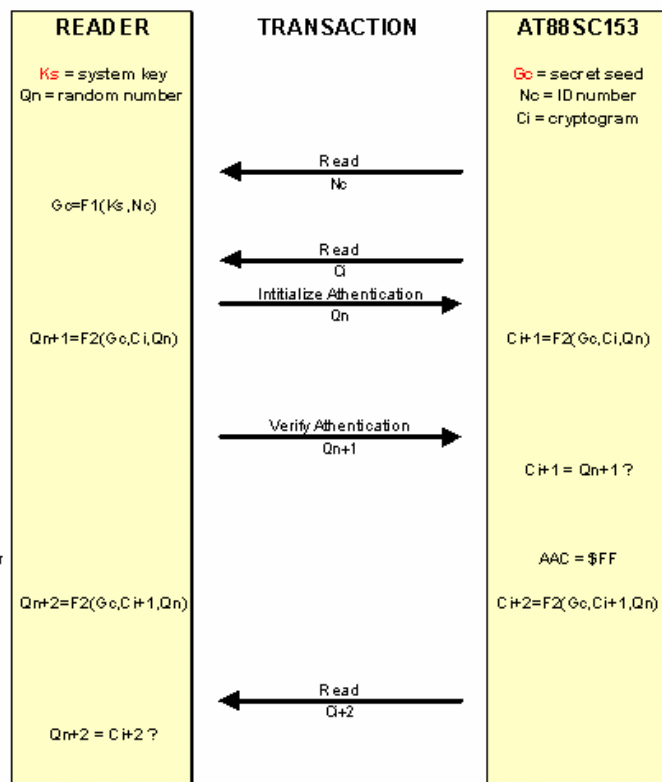 READER
TRANSACTION
AT88SC153
Ks = system key
Qn = random number
Gc = secret seed
Nc = ID number
Ci = cryptogram
Read
Nc
Gc=F1(Ks,Nc)
Read
Ci
Intitialize Athentication
Qn
Qn+1=F2(Gc,Ci,Qn)
Ci+1=F2(Gc,Ci,Qn)
Verify Athentication
Qn+1
Ci+1 = Qn+1 ?
AAC = $FF
Qn+2=F2(Gc,Ci+1,Qn)
Ci+2=F2(Gc,Ci+1,Qn)
Read
Ci+2
Qn+2 = Ci+2 ?